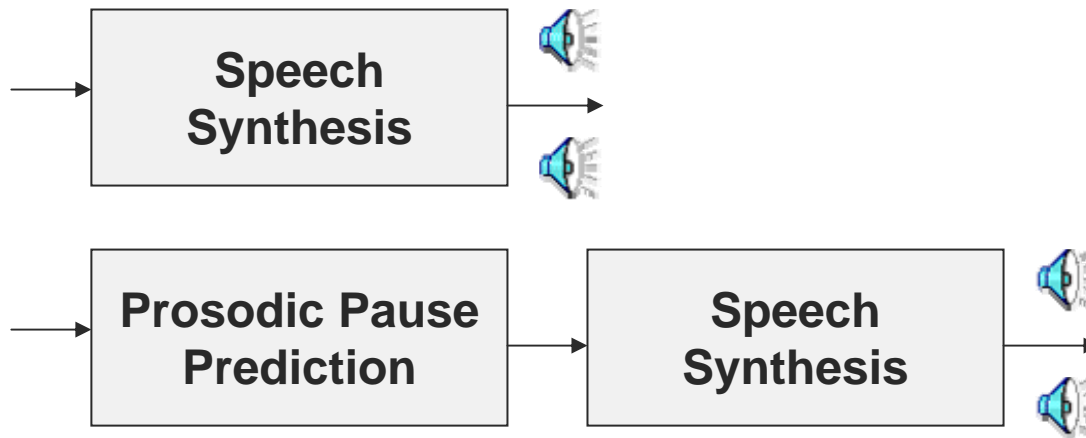 Speech
Synthesis
Prosodic Pause
Prediction
Speech
Synthesis